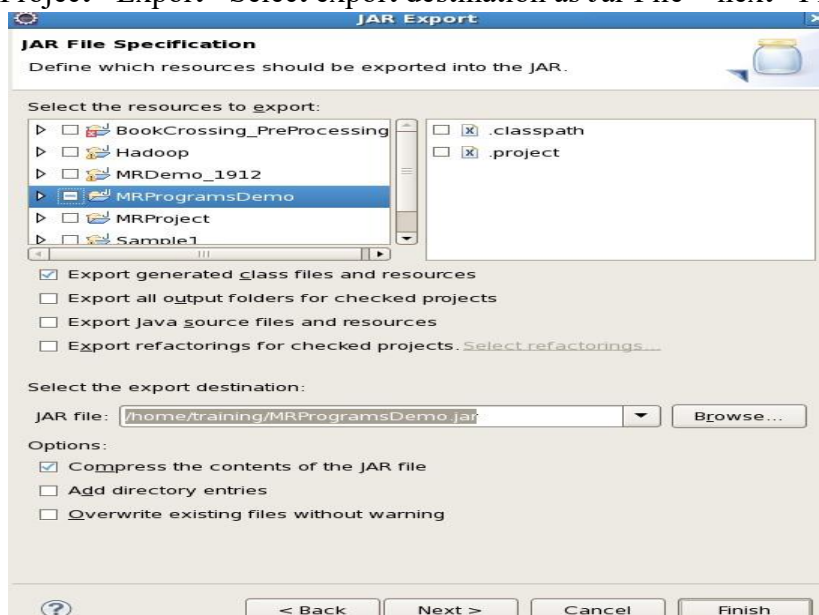 Project> Export> Select export destination as Jar File > next> Fi
JAR Export
JAR File Specification
Define which resources should be exported into the JAR.
Select the resources to export:
BookCrossing_PreProcessing
Hadoop
MRDemo_1912
MRProgramsDemo
MRProject
Sample1
.classpath
.project
Export generated class files and resources
Export all output folders for checked projects
Export Java source files and resources
Export refactorings for checked projects. Select refactorings...
Select the export destination:
JAR file: /home/training/MRProgramsDemo.jar Browse...
Options:
Compress the contents of the JAR file
Add directory entries
Overwrite existing files without warning
< Back Next > Cancel Finish